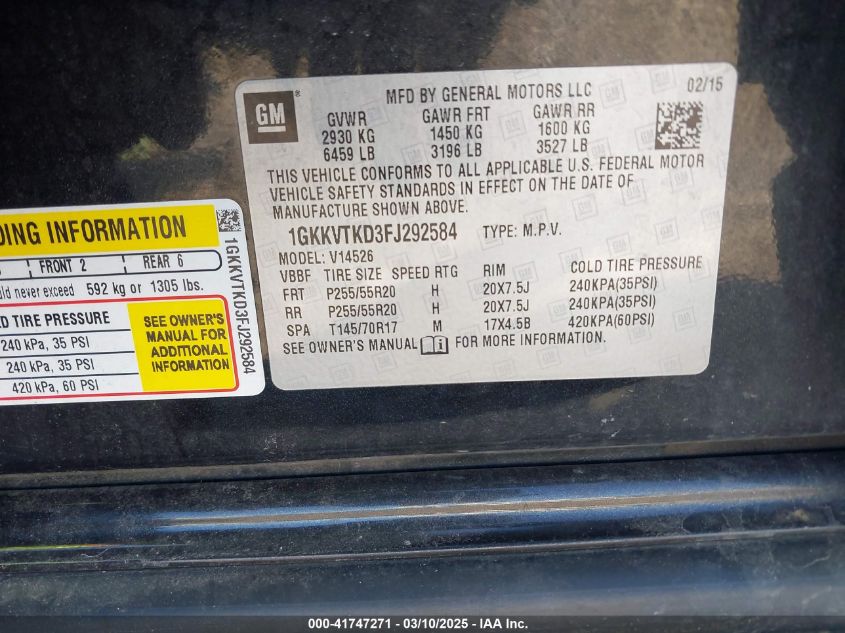 GM
®
MFD BY GENERAL MOTORS LLC
02/15
GVWR GAWR FRT GAWR RR
2930 KG 1450 KG 1600 KG
6459 LB 3196 LB 3527 LB
THIS VEHICLE CONFORMS TO ALL APPLICABLE U.S. FEDERAL MOTOR
VEHICLE SAFETY STANDARDS IN EFFECT ON THE DATE OF
MANUFACTURE SHOWN ABOVE.
1GKKVTKD3FJ292584 TYPE: M.P.V.
MODEL: V14526
VBBF TIRE SIZE SPEED RTG RIM COLD TIRE PRESSURE
FRT P255/55R20 H 20X7.5J 240KPA(35PSI)
RR P255/55R20 H 20X7.5J 240KPA(35PSI)
SPA T145/70R17 M 17X4.5B 420KPA(60PSI)
SEE OWNER'S MANUAL FOR MORE INFORMATION.
INFORMATION
FRONT 2 REAR 6
never exceed 592 kg or 1305 lbs.
TIRE PRESSURE
240 kPa, 35 PSI
240 kPa, 35 PSI
420 kPa, 60 PSI
SEE OWNER'S
MANUAL FOR
ADDITIONAL
INFORMATION
1GKKVTKD3FJ292584
000-41747271 - 03/10/2025 - IAA Inc.